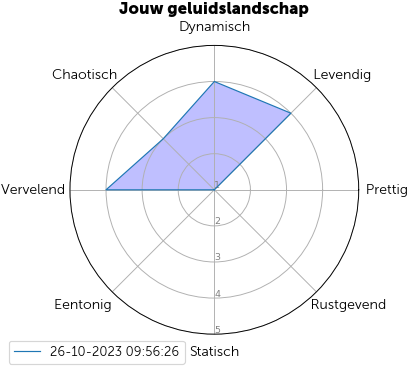 Jouw geluidslandschap
Dynamisch
Chaotisch
Levendig
Vervelend
1
Prettig
2
3
Eentonig
4
Rustgevend
5
26-10-2023 09:56:26
Statisch